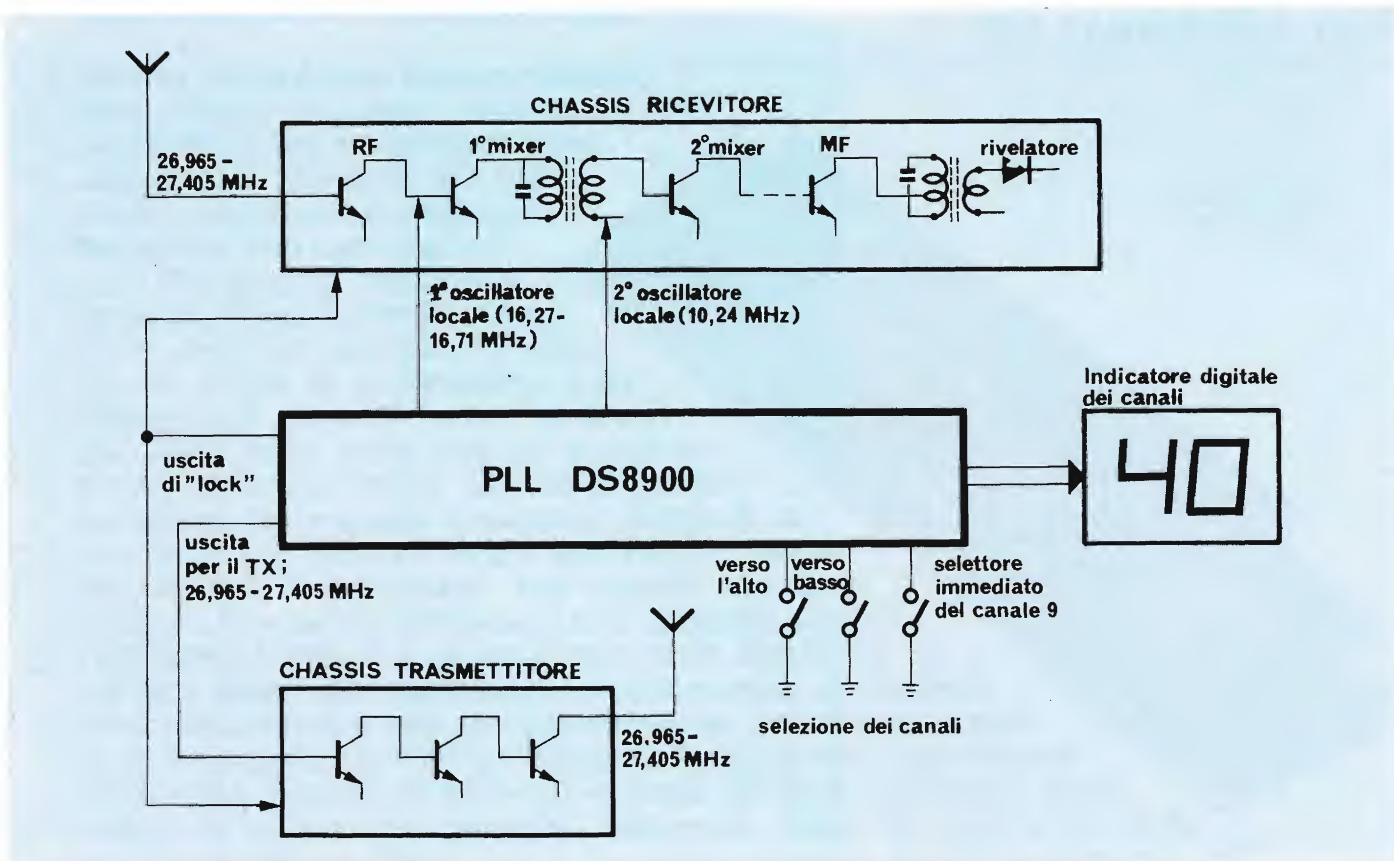 CHASSIS RICEVITORE
RF
1° mixer
2° mixer
MF
rivelatore
26,965 –
27,405 MHz
1° oscillatore
locale (16,27-
16,71 MHz)
2° oscillatore
locale (10,24 MHz)
Indicatore digitale
dei canali
40
uscita
di "lock"
PLL DS8900
uscita
per il TX;
26,965-27,405 MHz
verso
l'alto
verso
basso
selettore
immediato
del canale 9
selezione dei canali
CHASSIS TRASMETTITORE
26,965-
27,405 MHz